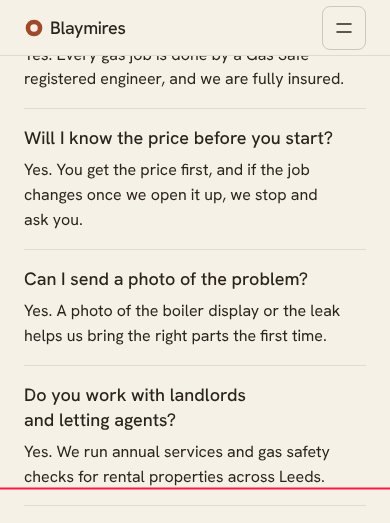 Blaymires
Yes. Every gas job is done by a Gas Safe
registered engineer, and we are fully insured.
Will I know the price before you start?
Yes. You get the price first, and if the job
changes once we open it up, we stop and
ask you.
Can I send a photo of the problem?
Yes. A photo of the boiler display or the leak
helps us bring the right parts the first time.
Do you work with landlords
and letting agents?
Yes. We run annual services and gas safety
checks for rental properties across Leeds.